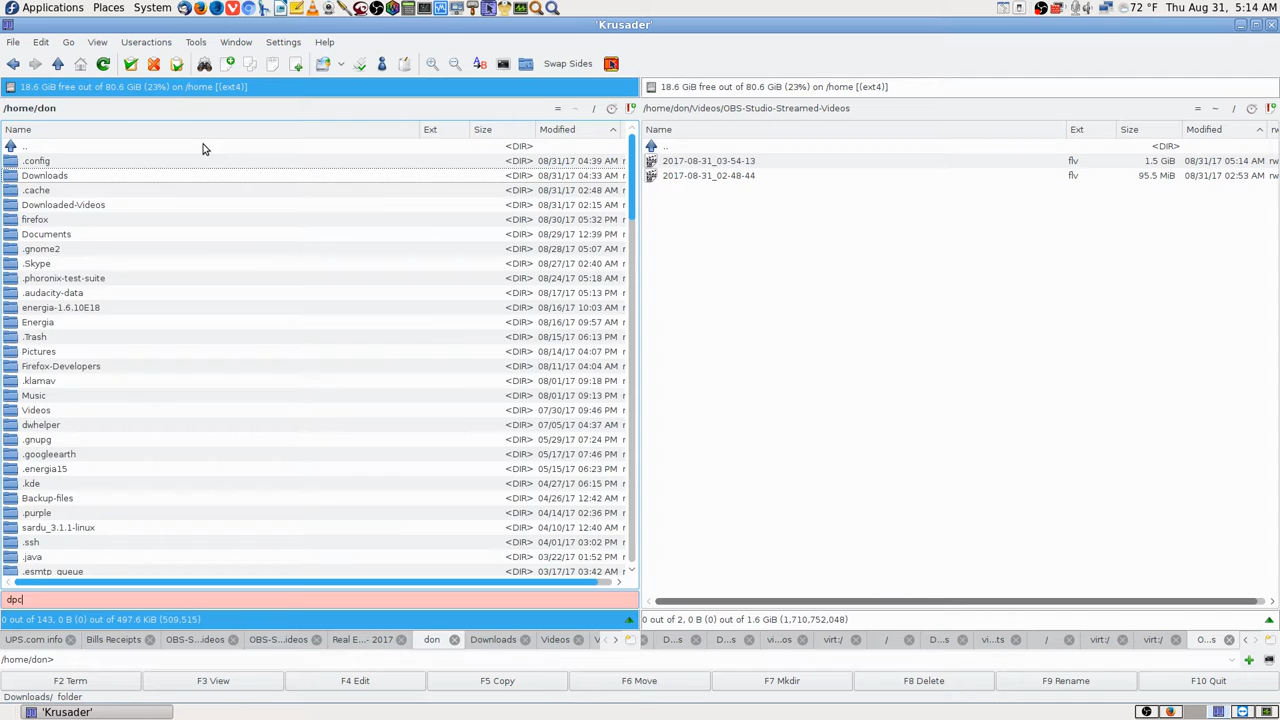 Applications Places System 72 °F Thu Aug 31, 5:14 AM
'Krusader'
File Edit Go View Useractions Tools Window Settings Help
Swap Sides
18.6 GiB free out of 80.6 GiB (23%) on /home [(ext4)] 18.6 GiB free out of 80.6 GiB (23%) on /home [(ext4)]
/home/don = ~ / /home/don/Videos/OBS-Studio-Streamed-Videos = ~ /
Name Ext Size Modified Name Ext Size Modified rw
.. <DIR> .. <DIR>
.config <DIR> 08/31/17 04:39 AM r 2017-08-31_03-54-13 flv 1.5 GiB 08/31/17 05:14 AM rw
Downloads <DIR> 08/31/17 04:33 AM r 2017-08-31_02-48-44 flv 95.5 MiB 08/31/17 02:53 AM rw
.cache <DIR> 08/31/17 02:48 AM r
Downloaded-Videos <DIR> 08/31/17 02:15 AM r
firefox <DIR> 08/30/17 05:32 PM r
Documents <DIR> 08/29/17 12:39 PM r
.gnome2 <DIR> 08/28/17 05:07 AM r
.Skype <DIR> 08/27/17 02:40 AM r
.phoronix-test-suite <DIR> 08/24/17 05:18 AM r
.audacity-data <DIR> 08/17/17 05:13 PM r
energia-1.6.10E18 <DIR> 08/16/17 10:03 AM r
Energia <DIR> 08/16/17 09:57 AM r
.Trash <DIR> 08/15/17 06:13 PM r
Pictures <DIR> 08/14/17 04:07 PM r
Firefox-Developers <DIR> 08/11/17 04:04 AM r
.klamav <DIR> 08/01/17 09:18 PM r
Music <DIR> 08/01/17 09:13 PM r
Videos <DIR> 07/30/17 09:46 PM r
dwhelper <DIR> 07/05/17 04:37 AM r
.gnupg <DIR> 05/29/17 07:24 PM r
.googleearth <DIR> 05/17/17 07:46 PM r
.energia15 <DIR> 05/15/17 06:23 PM r
.kde <DIR> 04/27/17 06:15 PM r
Backup-files <DIR> 04/26/17 12:42 AM r
.purple <DIR> 04/14/17 02:36 PM r
sardu_3.1.1-linux <DIR> 04/10/17 12:40 AM r
.ssh <DIR> 04/01/17 03:02 PM r
.java <DIR> 03/22/17 01:52 PM r
.esmtp_queue <DIR> 03/17/17 03:42 AM r
dpc
0 out of 143, 0 B (0) out of 497.6 KiB (509,515) 0 out of 2, 0 B (0) out of 1.6 GiB (1,710,752,048)
UPS.com info Bills Receipts OBS-S...ideos OBS-S...ideos Real E...- 2017 don Downloads Videos V D...s D...s vi...os virt:/ / D...s vi...ts / virt:/ virt:/ O...s
/home/don>
F2 Term F3 View F4 Edit F5 Copy F6 Move F7 Mkdir F8 Delete F9 Rename F10 Quit
Downloads/ folder
'Krusader'